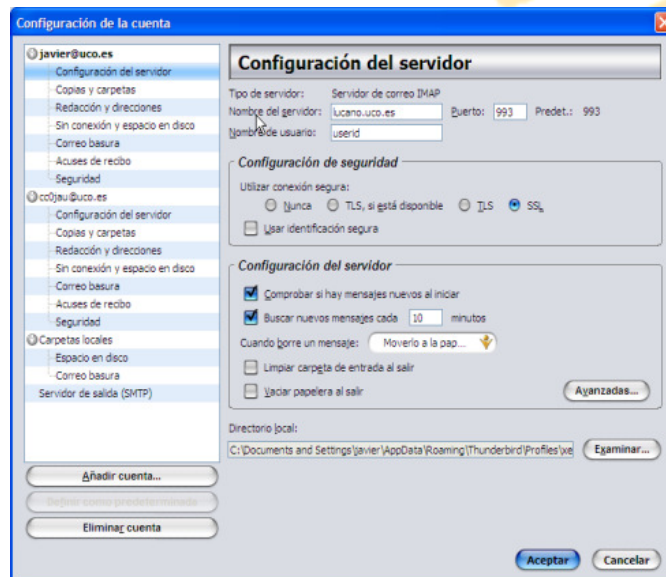 Configuración de la cuenta
javier@uco.es
Configuración del servidor
Copias y carpetas
Redacción y direcciones
Sin conexión y espacio en disco
Correo basura
Acuses de recibo
Seguridad
cc0jau@uco.es
Configuración del servidor
Copias y carpetas
Redacción y direcciones
Sin conexión y espacio en disco
Correo basura
Acuses de recibo
Seguridad
Carpetas locales
Espacio en disco
Correo basura
Servidor de salida (SMTP)
Añadir cuenta...
Definir como predeterminada
Eliminar cuenta
Configuración del servidor
Tipo de servidor: Servidor de correo IMAP
Nombre del servidor: lucano.uco.es Puerto: 993 Predet.: 993
Nombre de usuario: userid
Configuración de seguridad
Utilizar conexión segura:
Nunca TLS, si está disponible TLS SSL
Usar identificación segura
Configuración del servidor
Comprobar si hay mensajes nuevos al iniciar
Buscar nuevos mensajes cada 10 minutos
Cuando borre un mensaje: Moverlo a la pap...
Limpiar carpeta de entrada al salir
Vaciar papelera al salir
Avanzadas...
Directorio local:
C:\Documents and Settings\javier\AppData\Roaming\Thunderbird\Profiles\xe Examinar...
Aceptar Cancelar